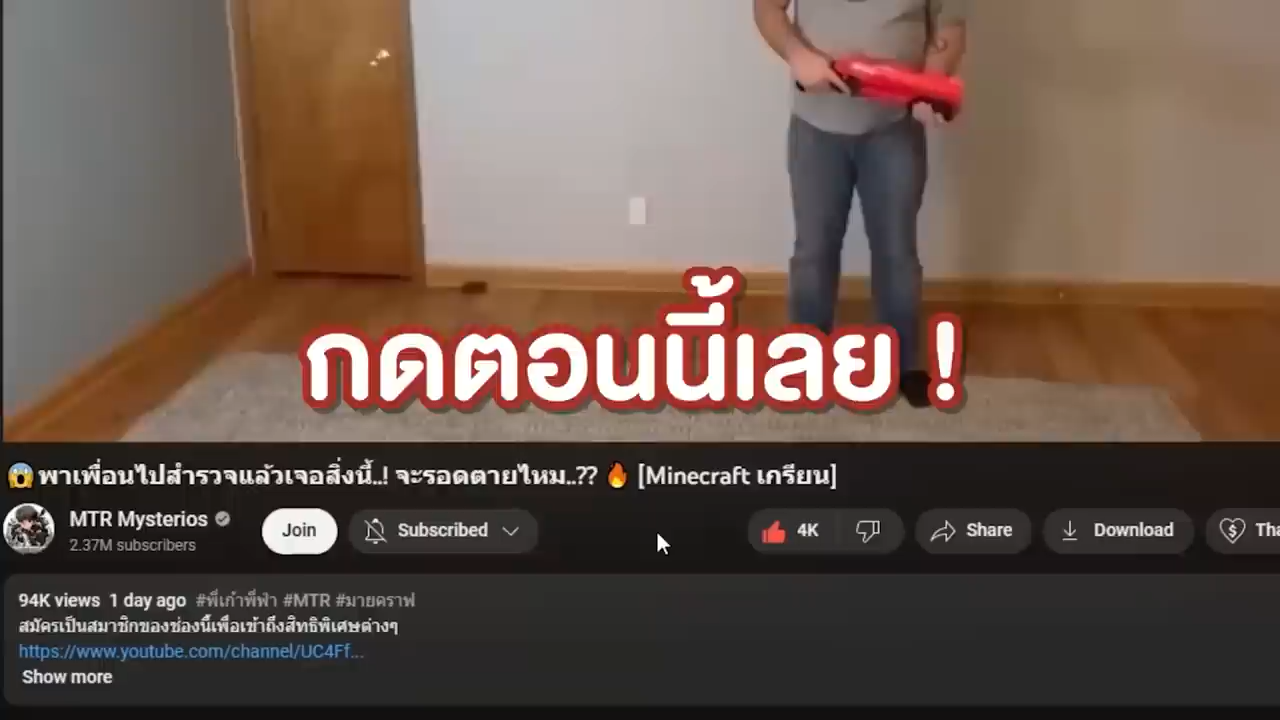 กดตอนนี้เลย !
😱 พาเพื่อนไปสำรวจแล้วเจอสิ่งนี้..! จะรอดตายไหม..?? 🔥 [Minecraft เกรียน]
MTR Mysterios
2.37M subscribers
Join
Subscribed
4K
Share
Download
Tha
94K views 1 day ago #พี่เก๋าพี่ฟ่า #MTR #มายคราฟ
สมัครเป็นสมาชิกของช่องนี้เพื่อเข้าถึงสิทธิพิเศษต่างๆ
https://www.youtube.com/channel/UC4Ff...
Show more